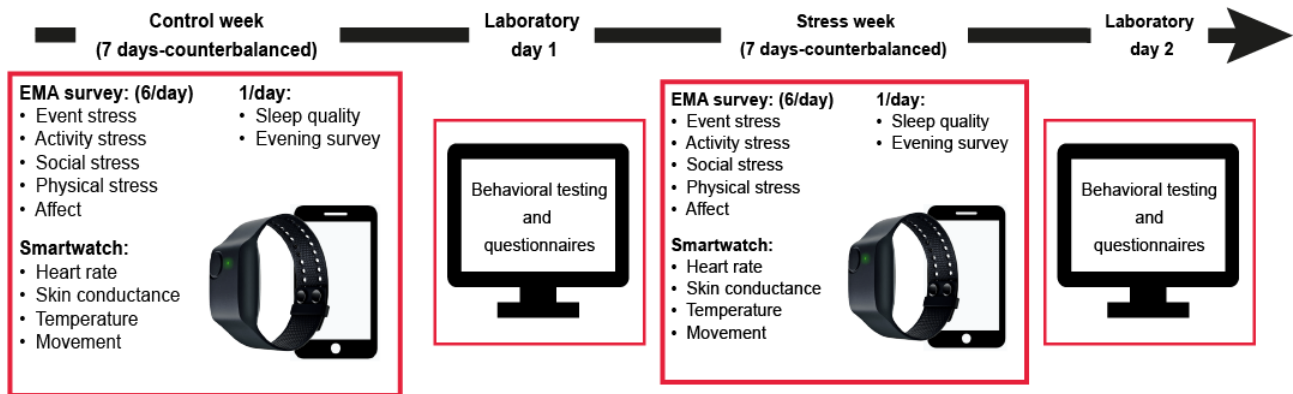 Control week
(7 days-counterbalanced)
Laboratory
day 1
Stress week
(7 days-counterbalanced)
Laboratory
day 2
EMA survey: (6/day)
• Event stress
• Activity stress
• Social stress
• Physical stress
• Affect
1/day:
• Sleep quality
• Evening survey
Smartwatch:
• Heart rate
• Skin conductance
• Temperature
• Movement
Behavioral testing
and
questionnaires
EMA survey: (6/day)
• Event stress
• Activity stress
• Social stress
• Physical stress
• Affect
1/day:
• Sleep quality
• Evening survey
Smartwatch:
• Heart rate
• Skin conductance
• Temperature
• Movement
Behavioral testing
and
questionnaires